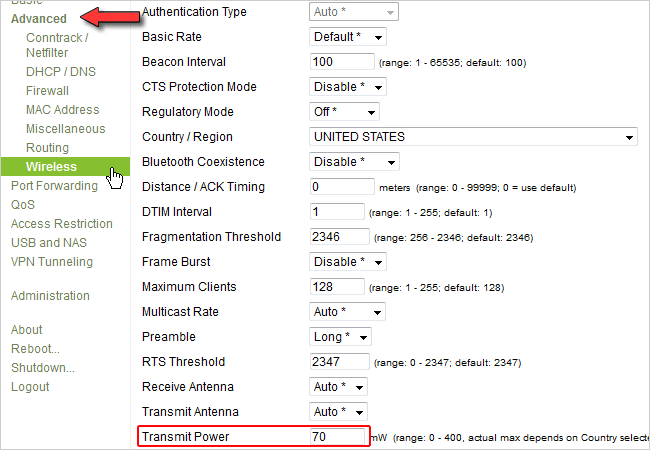 Basic
Advanced
Conntrack /
Netfilter
DHCP / DNS
Firewall
MAC Address
Miscellaneous
Routing
Wireless
Port Forwarding
QoS
Access Restriction
USB and NAS
VPN Tunneling
Administration
About
Reboot...
Shutdown...
Logout
Authentication Type Auto *
Basic Rate Default *
Beacon Interval 100 (range: 1 - 65535; default: 100)
CTS Protection Mode Disable *
Regulatory Mode Off *
Country / Region UNITED STATES
Bluetooth Coexistence Disable *
Distance / ACK Timing 0 meters (range: 0 - 99999; 0 = use default)
DTIM Interval 1 (range: 1 - 255; default: 1)
Fragmentation Threshold 2346 (range: 256 - 2346; default: 2346)
Frame Burst Disable *
Maximum Clients 128 (range: 1 - 255; default: 128)
Multicast Rate Auto *
Preamble Long *
RTS Threshold 2347 (range: 0 - 2347; default: 2347)
Receive Antenna Auto *
Transmit Antenna Auto *
Transmit Power 70 mW (range: 0 - 400, actual max depends on Country selecte